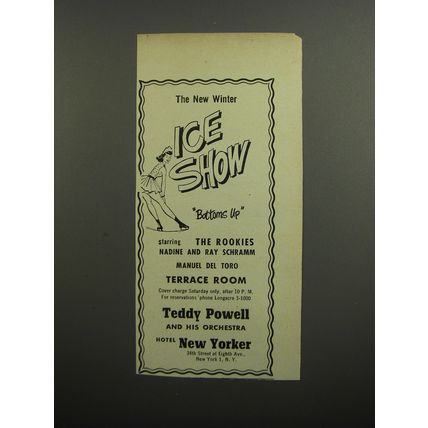 The New Winter
ICE
SHOW
"Bottoms Up"
starring THE ROOKIES
NADINE AND RAY SCHRAMM
MANUEL DEL TORO
TERRACE ROOM
Cover charge Saturday only, after 10 P. M.
For reservations 'phone Longacre 3-1000
Teddy Powell
AND HIS ORCHESTRA
HOTEL New Yorker
34th Street at Eighth Ave.,
New York 1, N. Y.